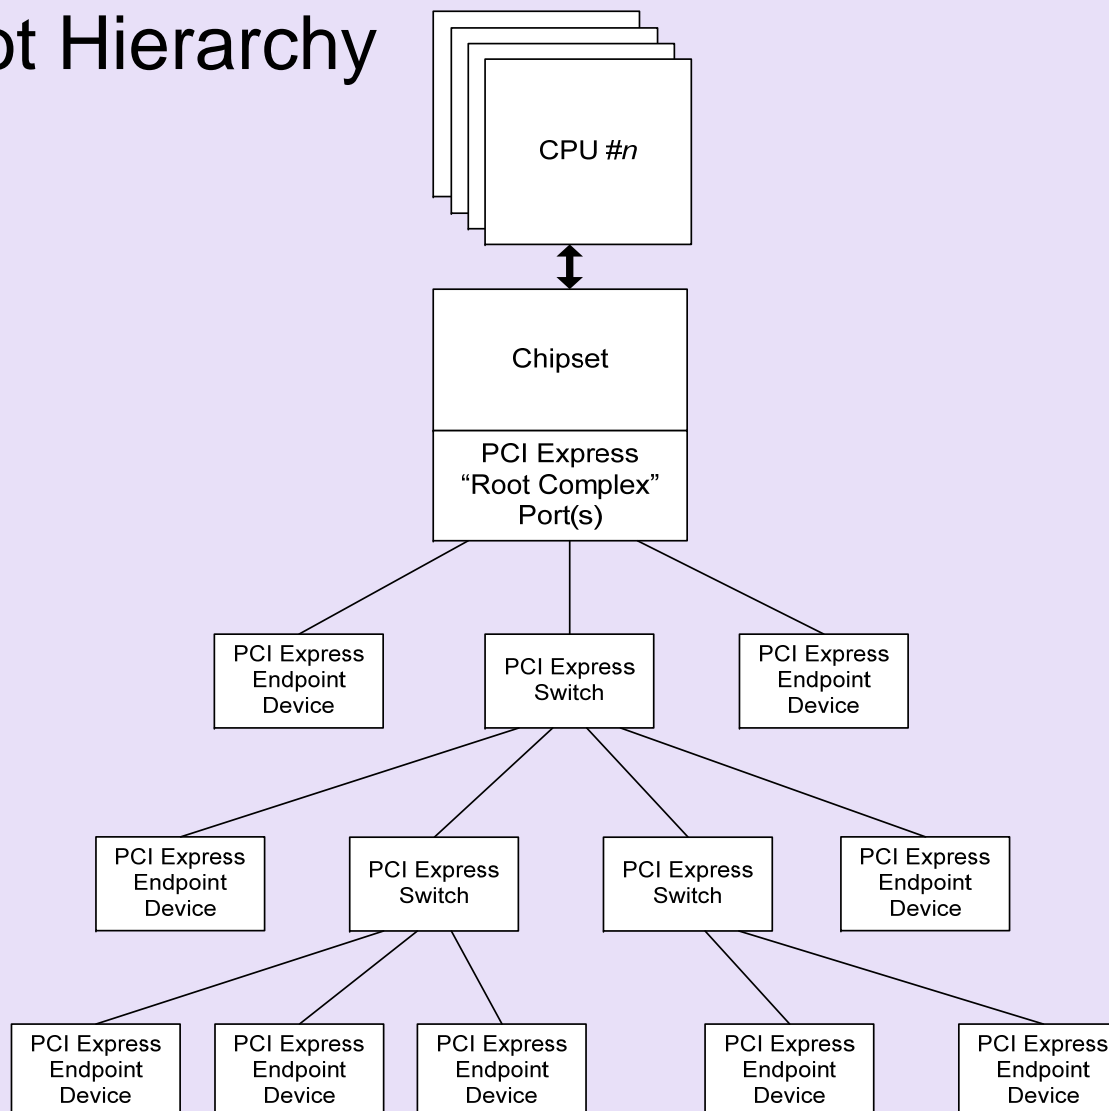 ot Hierarchy
CPU #n
Chipset
PCI Express
“Root Complex”
Port(s)
PCI Express
Endpoint
Device
PCI Express
Switch
PCI Express
Endpoint
Device
PCI Express
Endpoint
Device
PCI Express
Switch
PCI Express
Switch
PCI Express
Endpoint
Device
PCI Express
Endpoint
Device
PCI Express
Endpoint
Device
PCI Express
Endpoint
Device
PCI Express
Endpoint
Device
PCI Express
Endpoint
Device